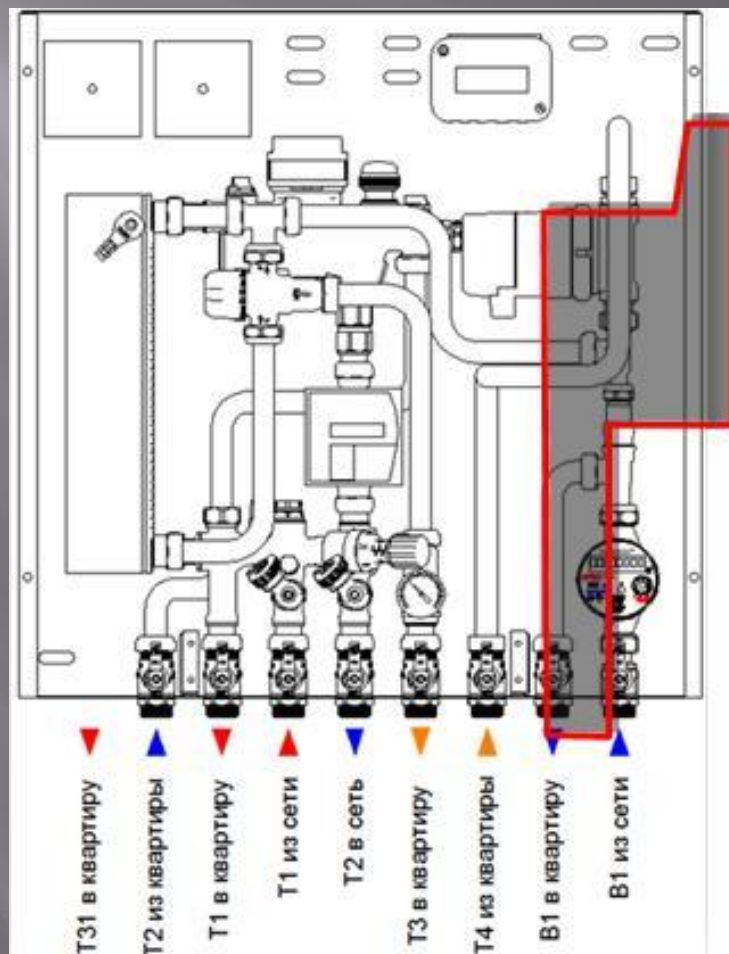 Т31 в квартиру
Т2 из квартиры
Т1 в квартиру
Т1 из сети
Т2 в сеть
Т3 в квартиру
Т4 из квартиры
В1 в квартиру
В1 из сети